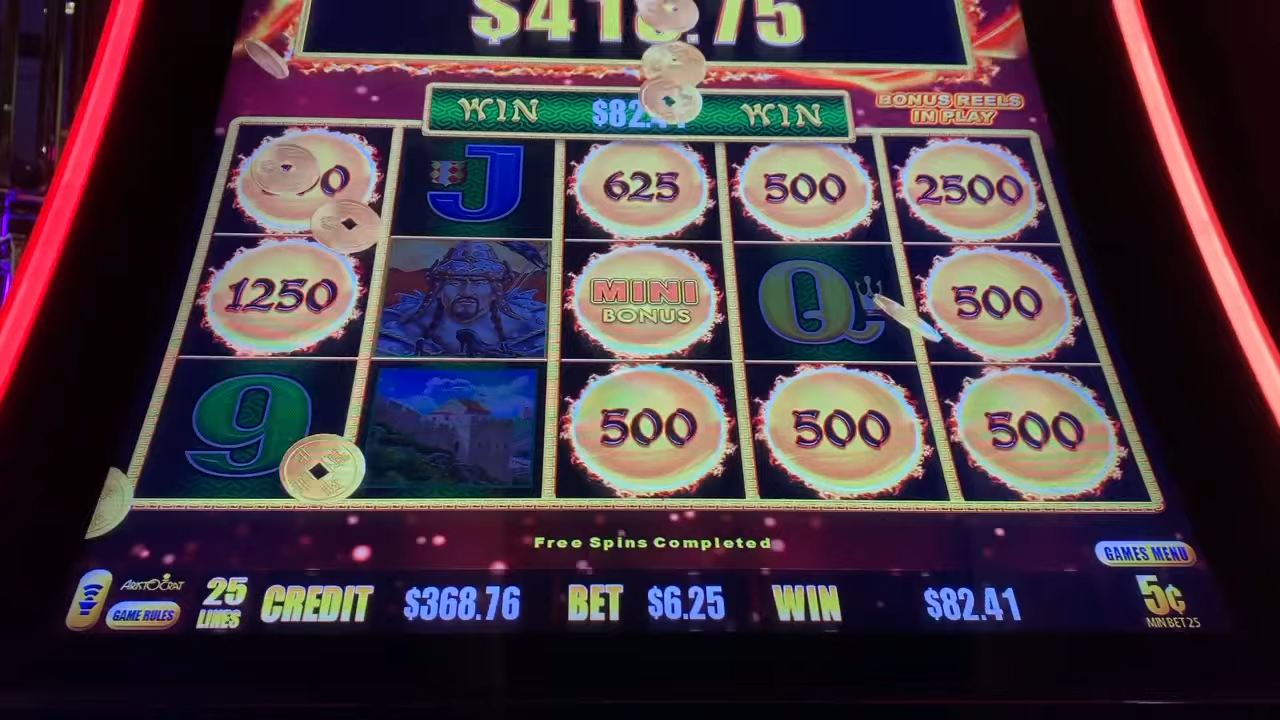 WIN
WIN
BONUS REELS
IN PLAY
J
625
500
2500
1250
MINI
BONUS
Q
500
9
500
500
500
Free Spins Completed
GAMES MENU
ARISTOCRAT
GAME RULES
25
LINES
CREDIT
$368.76
BET
$6.25
WIN
$82.41
5¢
MIN BET 25